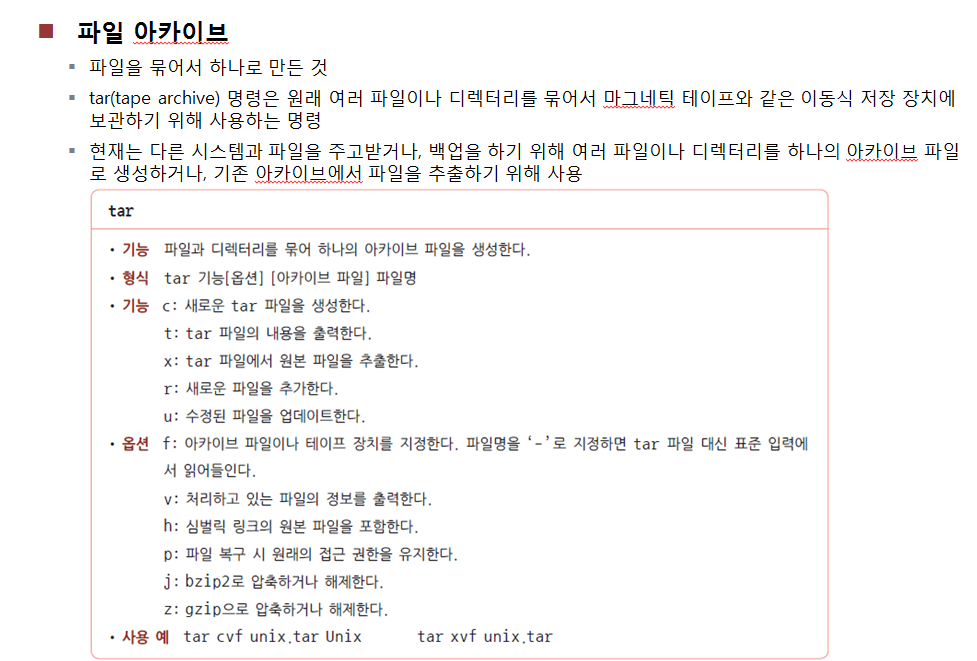 파일 아카이브
파일을 묶어서 하나로 만든 것
tar(tape archive) 명령은 원래 여러 파일이나 디렉터리를 묶어서 마그네틱 테이프와 같은 이동식 저장 장치에
보관하기 위해 사용하는 명령
현재는 다른 시스템과 파일을 주고받거나, 백업을 하기 위해 여러 파일이나 디렉터리를 하나의 아카이브 파일
로 생성하거나, 기존 아카이브에서 파일을 추출하기 위해 사용
tar
• 기능 파일과 디렉터리를 묶어 하나의 아카이브 파일을 생성한다.
• 형식 tar 기능[옵션] [아카이브 파일] 파일명
• 기능 c: 새로운 tar 파일을 생성한다.
t: tar 파일의 내용을 출력한다.
x: tar 파일에서 원본 파일을 추출한다.
r: 새로운 파일을 추가한다.
u: 수정된 파일을 업데이트한다.
• 옵션 f: 아카이브 파일이나 테이프 장치를 지정한다. 파일명을 ‘-’로 지정하면 tar 파일 대신 표준 입력에
서 읽어들인다.
v: 처리하고 있는 파일의 정보를 출력한다.
h: 심벌릭 링크의 원본 파일을 포함한다.
p: 파일 복구 시 원래의 접근 권한을 유지한다.
j: bzip2로 압축하거나 해제한다.
z: gzip으로 압축하거나 해제한다.
• 사용 예 tar cvf unix.tar Unix tar xvf unix.tar